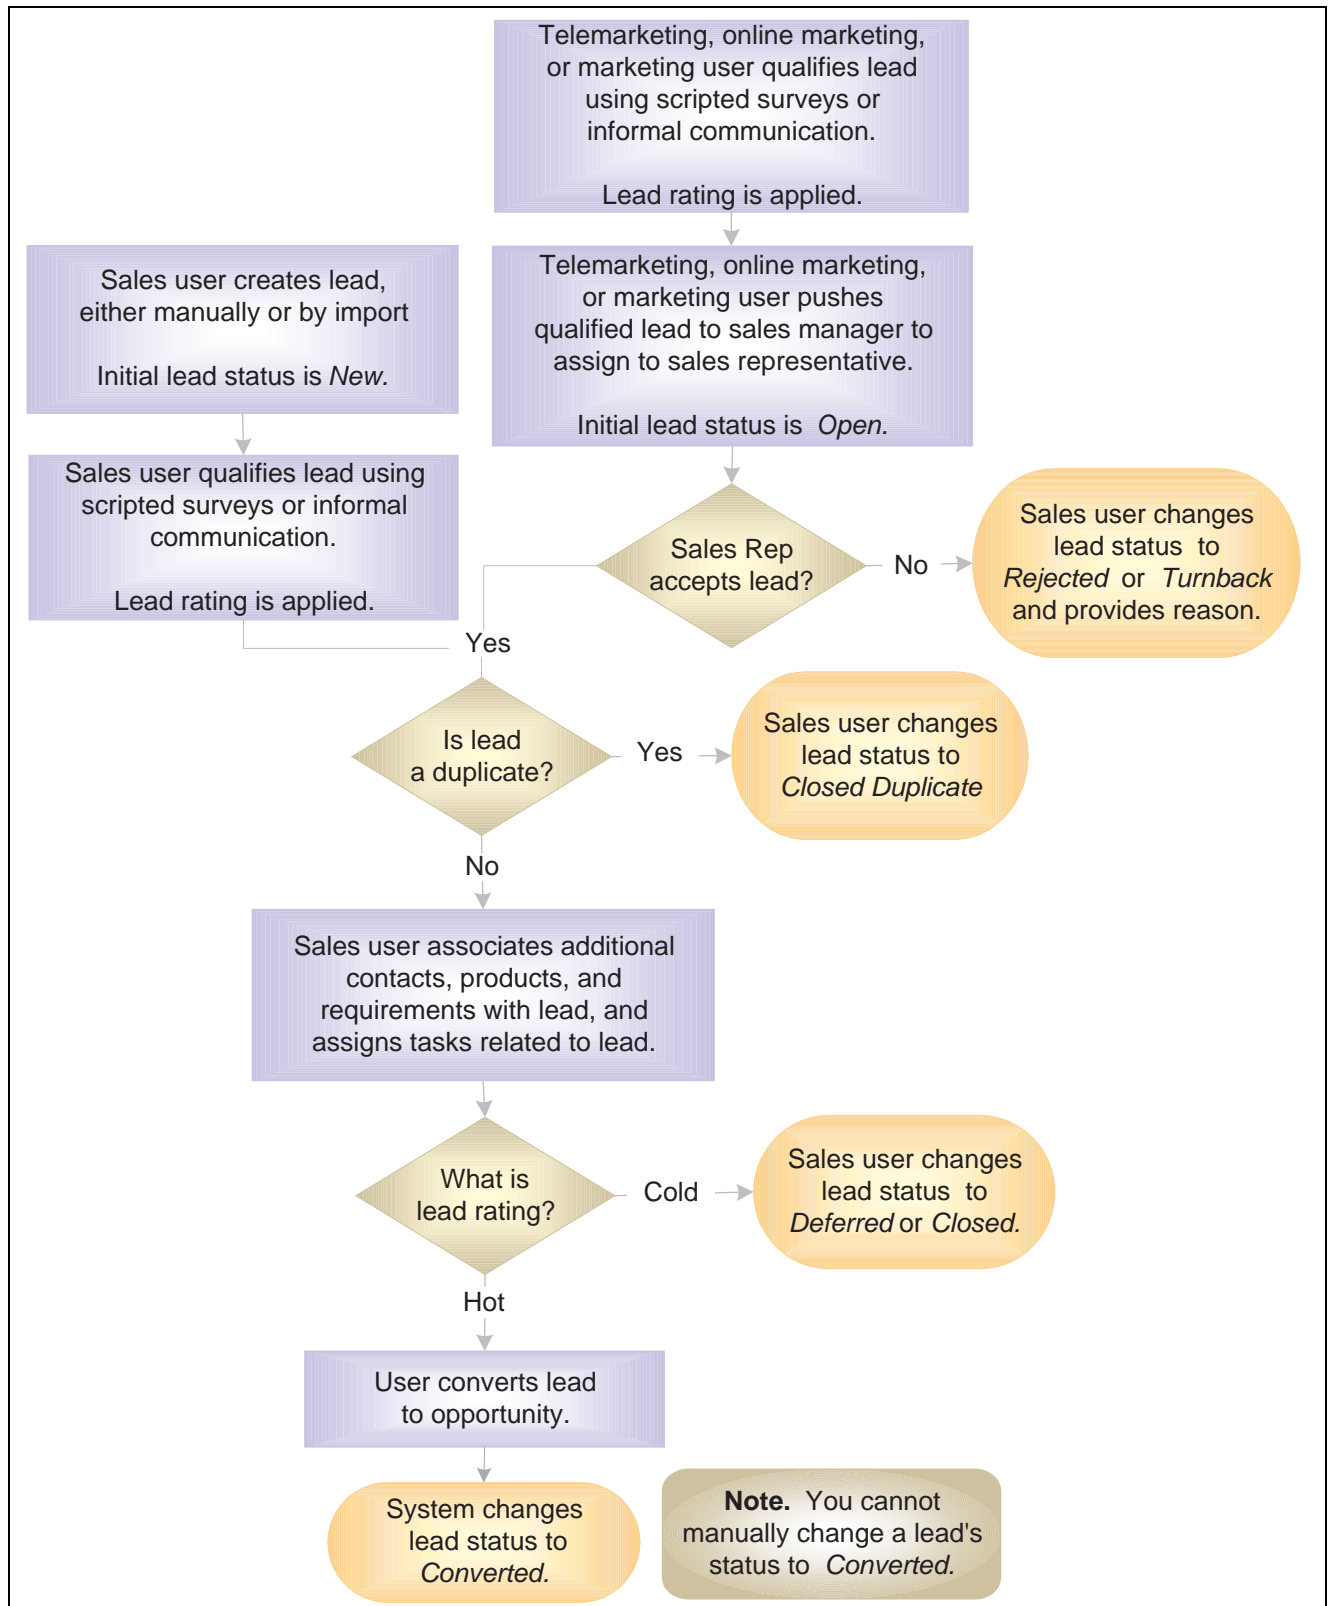 Telemarketing, online marketing,
or marketing user qualifies lead
using scripted surveys or
informal communication.
Lead rating is applied.
Sales user creates lead,
either manually or by import
Initial lead status is New.
Telemarketing, online marketing,
or marketing user pushes
qualified lead to sales manager to
assign to sales representative.
Initial lead status is Open.
Sales user qualifies lead using
scripted surveys or informal
communication.
Lead rating is applied.
Sales Rep
accepts lead?
No
Sales user changes
lead status to
Rejected or Turnback
and provides reason.
Yes
Is lead
a duplicate?
Yes
Sales user changes
lead status to
Closed Duplicate
No
Sales user associates additional
contacts, products, and
requirements with lead, and
assigns tasks related to lead.
What is
lead rating?
Cold
Sales user changes
lead status to
Deferred or Closed.
Hot
User converts lead
to opportunity.
System changes
lead status to
Converted.
Note. You cannot
manually change a lead's
status to Converted.